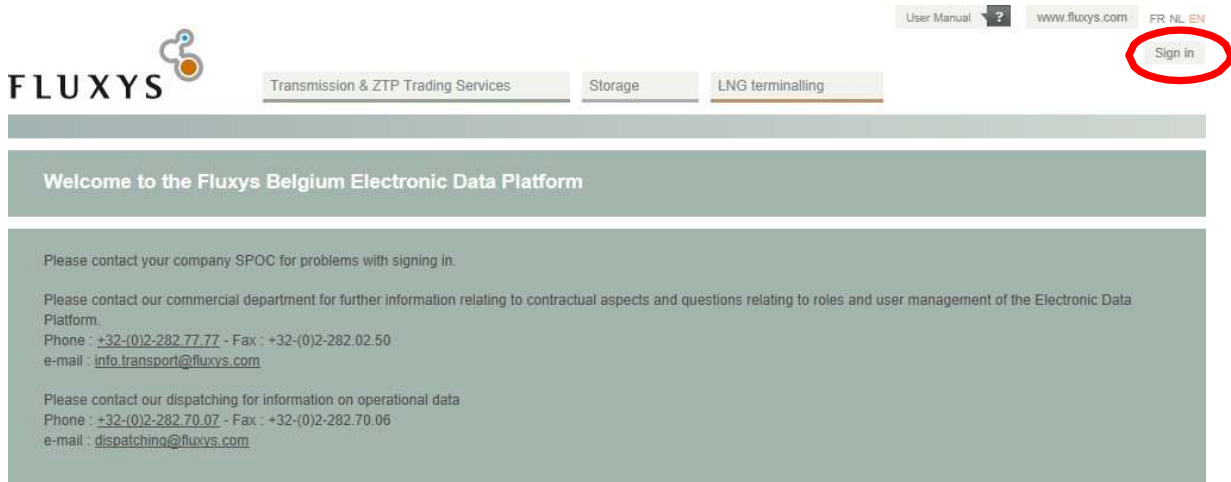 User Manual ? www.fluxys.com FR NL EN
Sign in
FLUXYS
Transmission & ZTP Trading Services Storage LNG terminalling
Welcome to the Fluxys Belgium Electronic Data Platform
Please contact your company SPOC for problems with signing in.
Please contact our commercial department for further information relating to contractual aspects and questions relating to roles and user management of the Electronic Data
Platform.
Phone : +32-(0)2-282.77.77 - Fax : +32-(0)2-282.02.50
e-mail : info.transport@fluxys.com
Please contact our dispatching for information on operational data
Phone : +32-(0)2-282.70.07 - Fax : +32-(0)2-282.70.06
e-mail : dispatching@fluxys.com